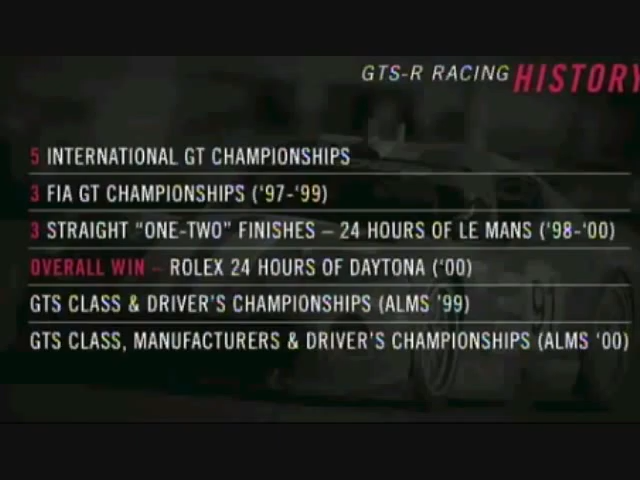 GTS-R RACING HISTORY
5 INTERNATIONAL GT CHAMPIONSHIPS
3 FIA GT CHAMPIONSHIPS ('97-'99)
3 STRAIGHT "ONE-TWO" FINISHES – 24 HOURS OF LE MANS ('98-'00)
OVERALL WIN – ROLEX 24 HOURS OF DAYTONA ('00)
GTS CLASS & DRIVER'S CHAMPIONSHIPS (ALMS '99)
GTS CLASS, MANUFACTURERS & DRIVER'S CHAMPIONSHIPS (ALMS '00)